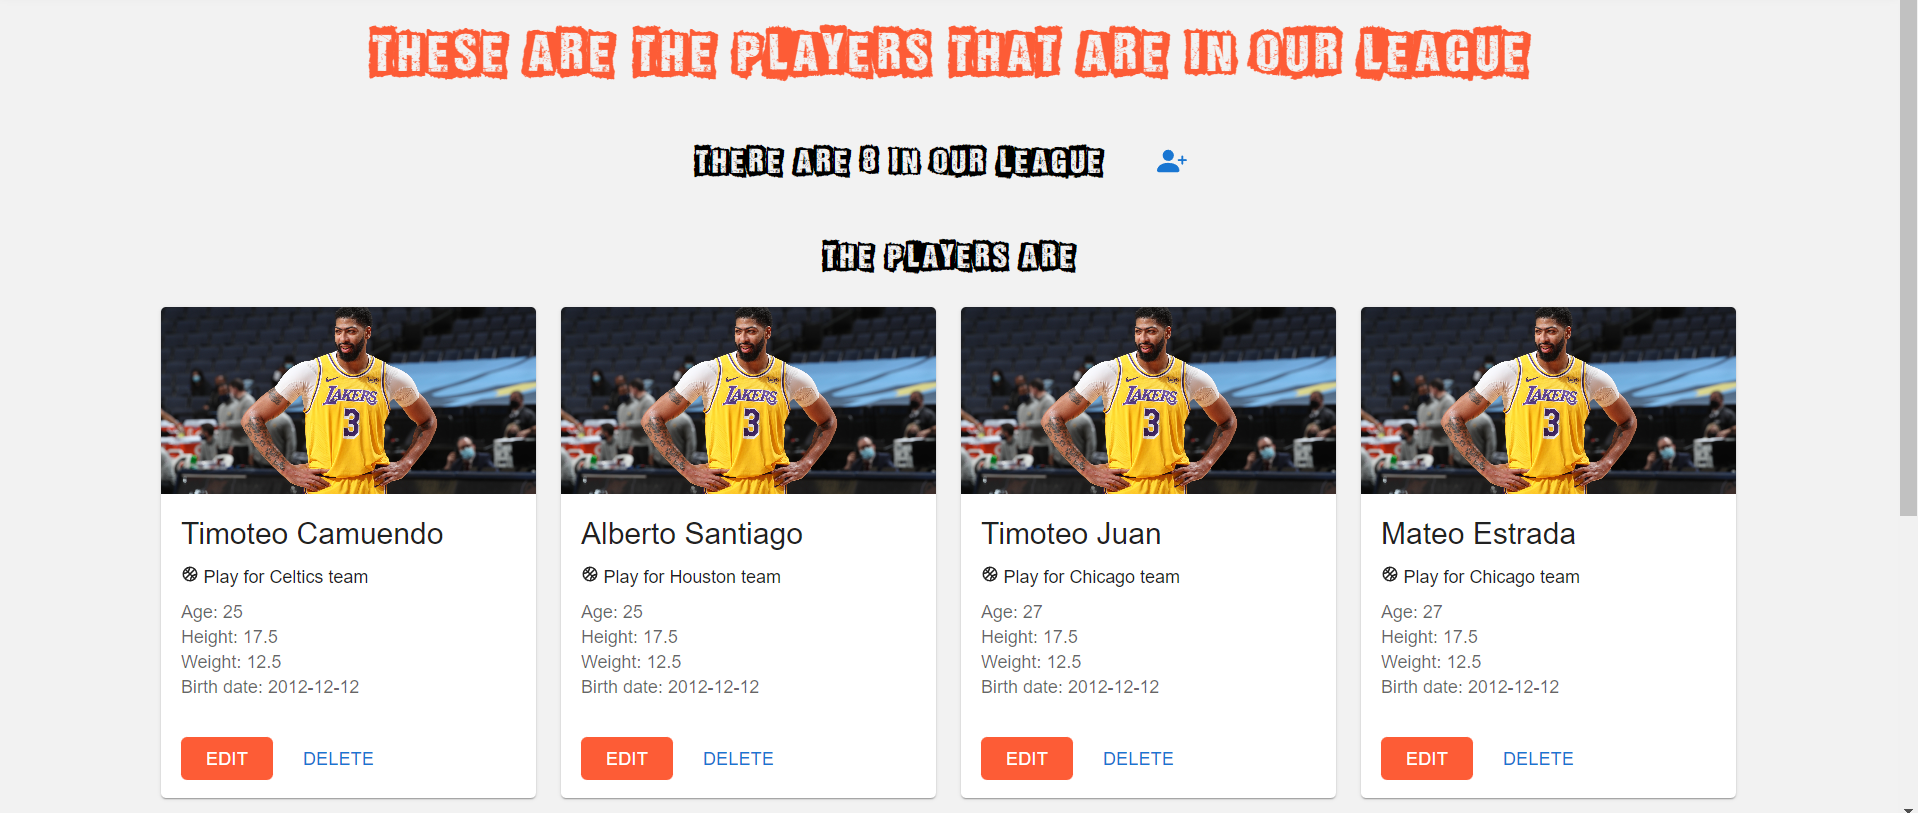 THESE ARE THE PLAYERS THAT ARE IN OUR LEAGUE
THERE ARE 8 IN OUR LEAGUE
THE PLAYERS ARE
LAKERS
3
LAKERS
3
LAKERS
3
LAKERS
3
Timoteo Camuendo
Play for Celtics team
Age: 25
Height: 17.5
Weight: 12.5
Birth date: 2012-12-12
EDIT DELETE
Alberto Santiago
Play for Houston team
Age: 25
Height: 17.5
Weight: 12.5
Birth date: 2012-12-12
EDIT DELETE
Timoteo Juan
Play for Chicago team
Age: 27
Height: 17.5
Weight: 12.5
Birth date: 2012-12-12
EDIT DELETE
Mateo Estrada
Play for Chicago team
Age: 27
Height: 17.5
Weight: 12.5
Birth date: 2012-12-12
EDIT DELETE